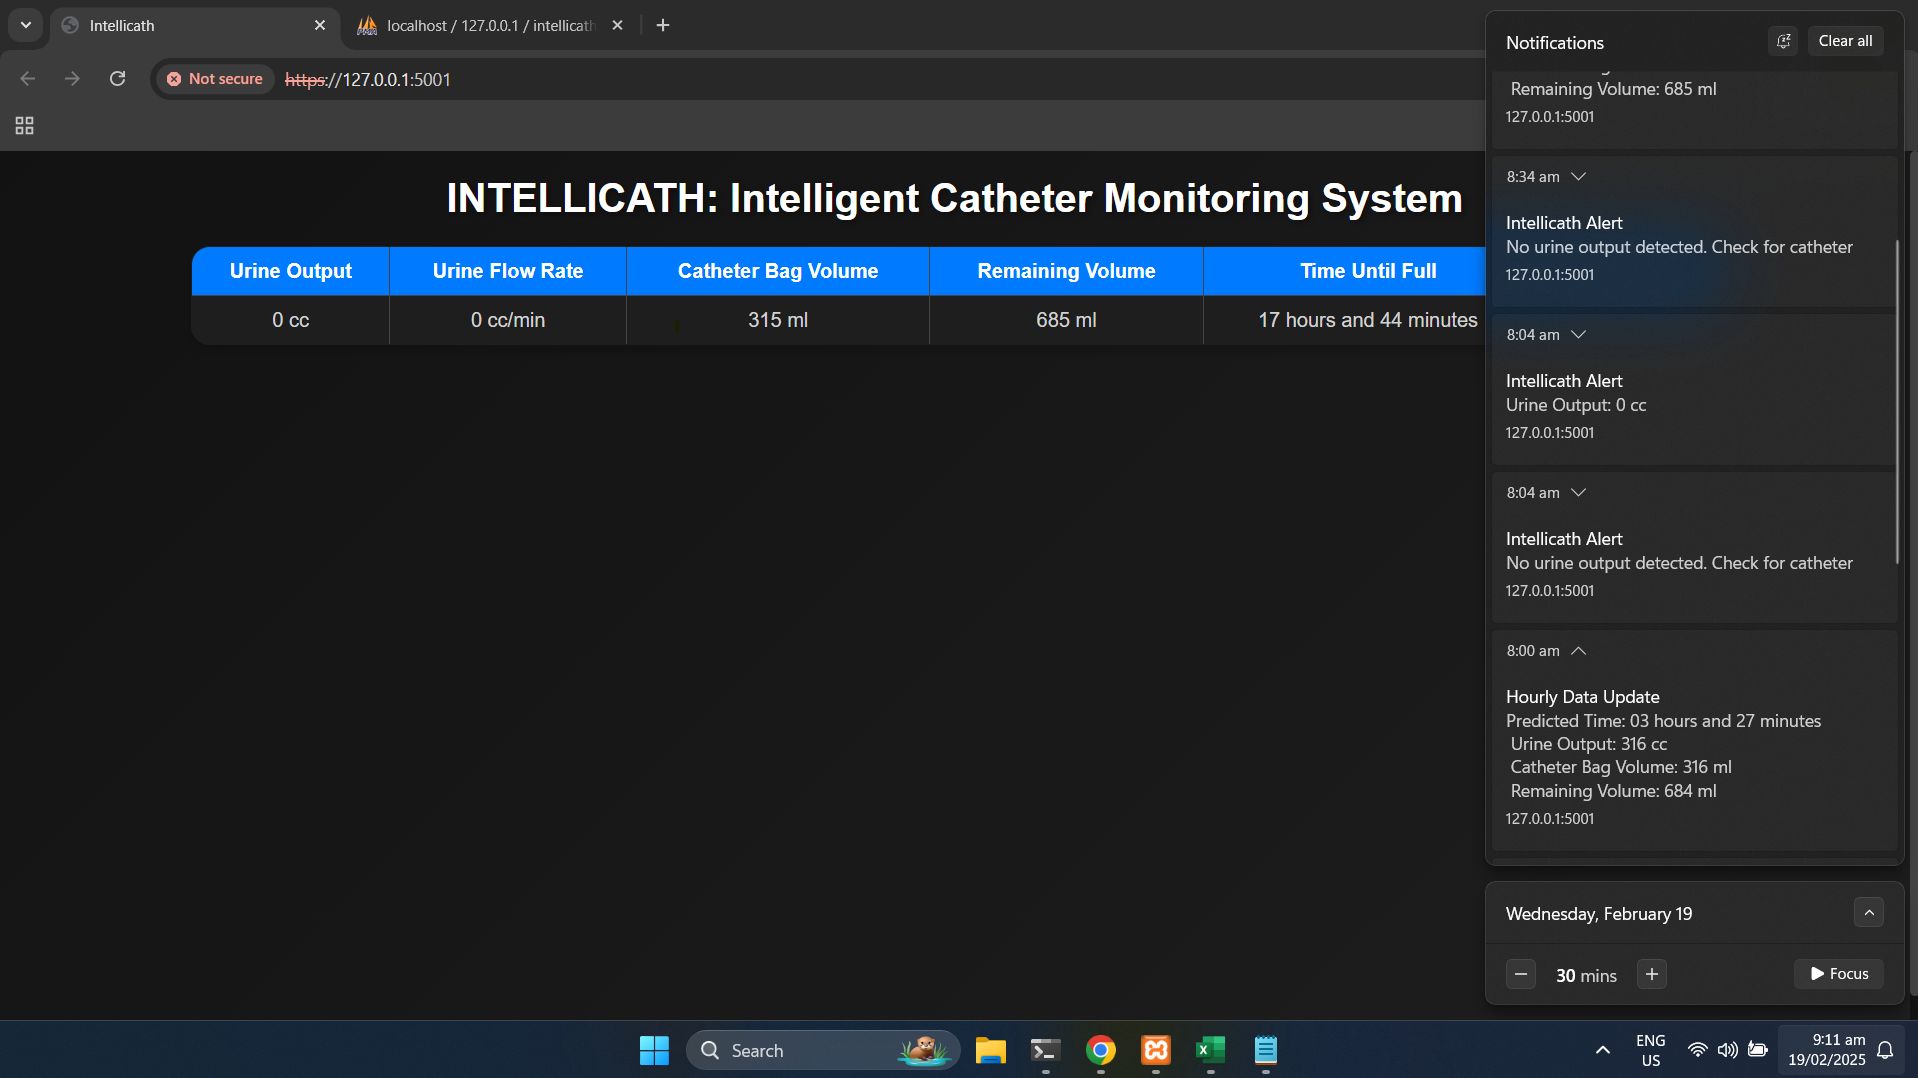 Intellicath
localhost / 127.0.0.1 / intellicath
Not secure
https://127.0.0.1:5001
INTELLICATH: Intelligent Catheter Monitoring System
Urine Output Urine Flow Rate Catheter Bag Volume Remaining Volume Time Until Full
0 cc 0 cc/min 315 ml 685 ml 17 hours and 44 minutes
Notifications
Clear all
Remaining Volume: 685 ml
127.0.0.1:5001
8:34 am
Intellicath Alert
No urine output detected. Check for catheter
127.0.0.1:5001
8:04 am
Intellicath Alert
Urine Output: 0 cc
127.0.0.1:5001
8:04 am
Intellicath Alert
No urine output detected. Check for catheter
127.0.0.1:5001
8:00 am
Hourly Data Update
Predicted Time: 03 hours and 27 minutes
Urine Output: 316 cc
Catheter Bag Volume: 316 ml
Remaining Volume: 684 ml
127.0.0.1:5001
Wednesday, February 19
30 mins
Focus
Search
ENG
US
9:11 am
19/02/2025